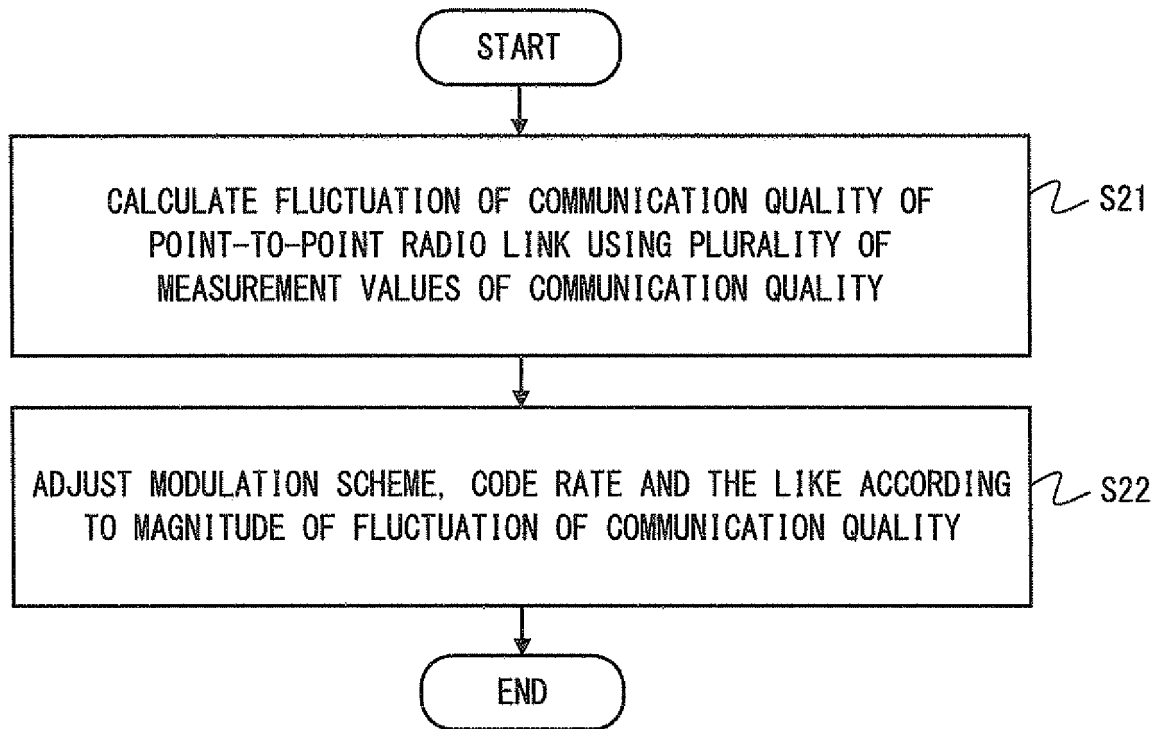 START
CALCULATE FLUCTUATION OF COMMUNICATION QUALITY OF
POINT-TO-POINT RADIO LINK USING PLURALITY OF
MEASUREMENT VALUES OF COMMUNICATION QUALITY
S21
ADJUST MODULATION SCHEME, CODE RATE AND THE LIKE ACCORDING
TO MAGNITUDE OF FLUCTUATION OF COMMUNICATION QUALITY
S22
END